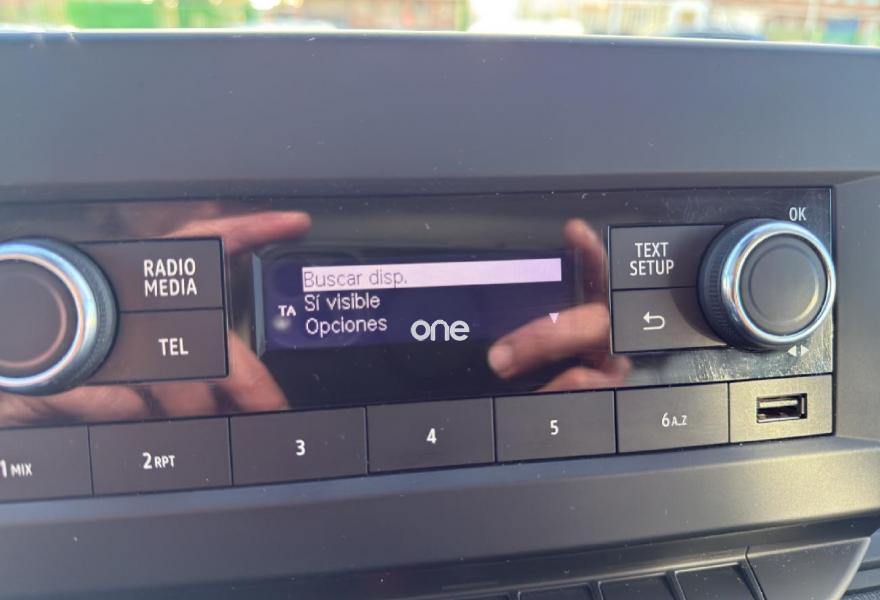 OK
RADIO
MEDIA
TEL
Buscar disp.
TA
Sí visible
Opciones
one
TEXT
SETUP
1 MIX
2 RPT
3
4
5
6 A..Z